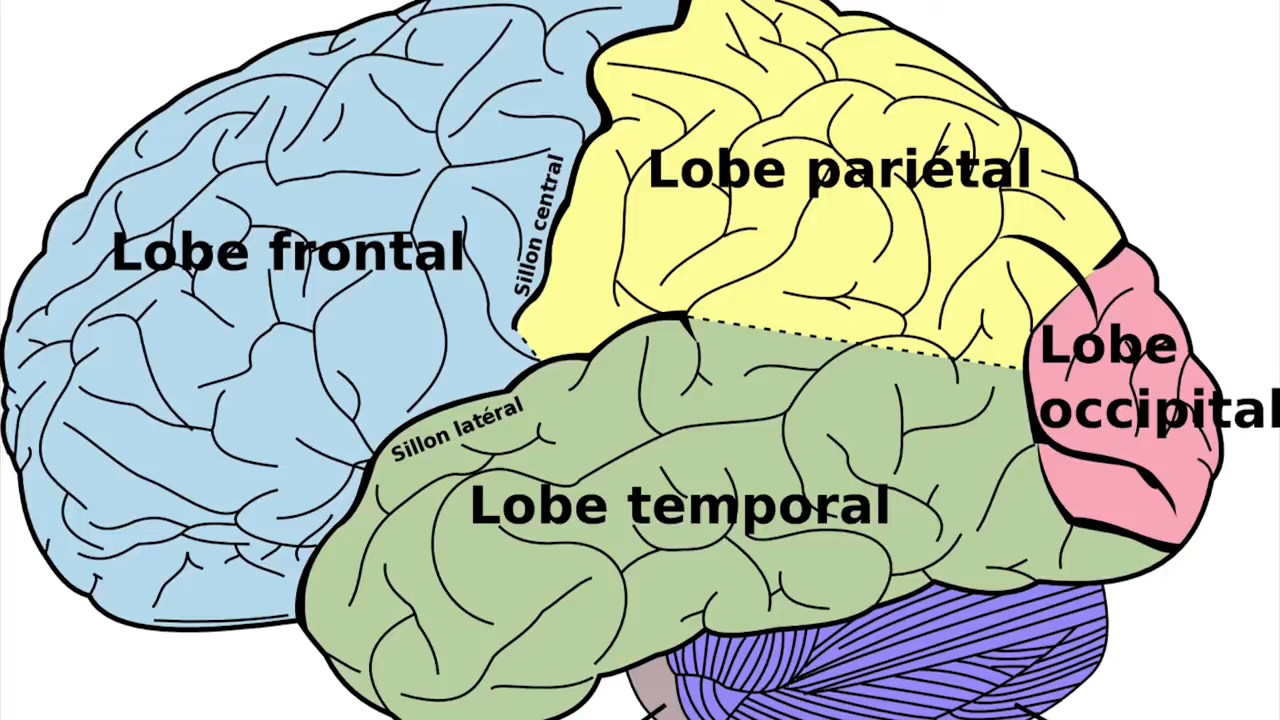 Lobe frontal
Sillon central
Lobe pariétal
Lobe
occipital
Sillon latéral
Lobe temporal